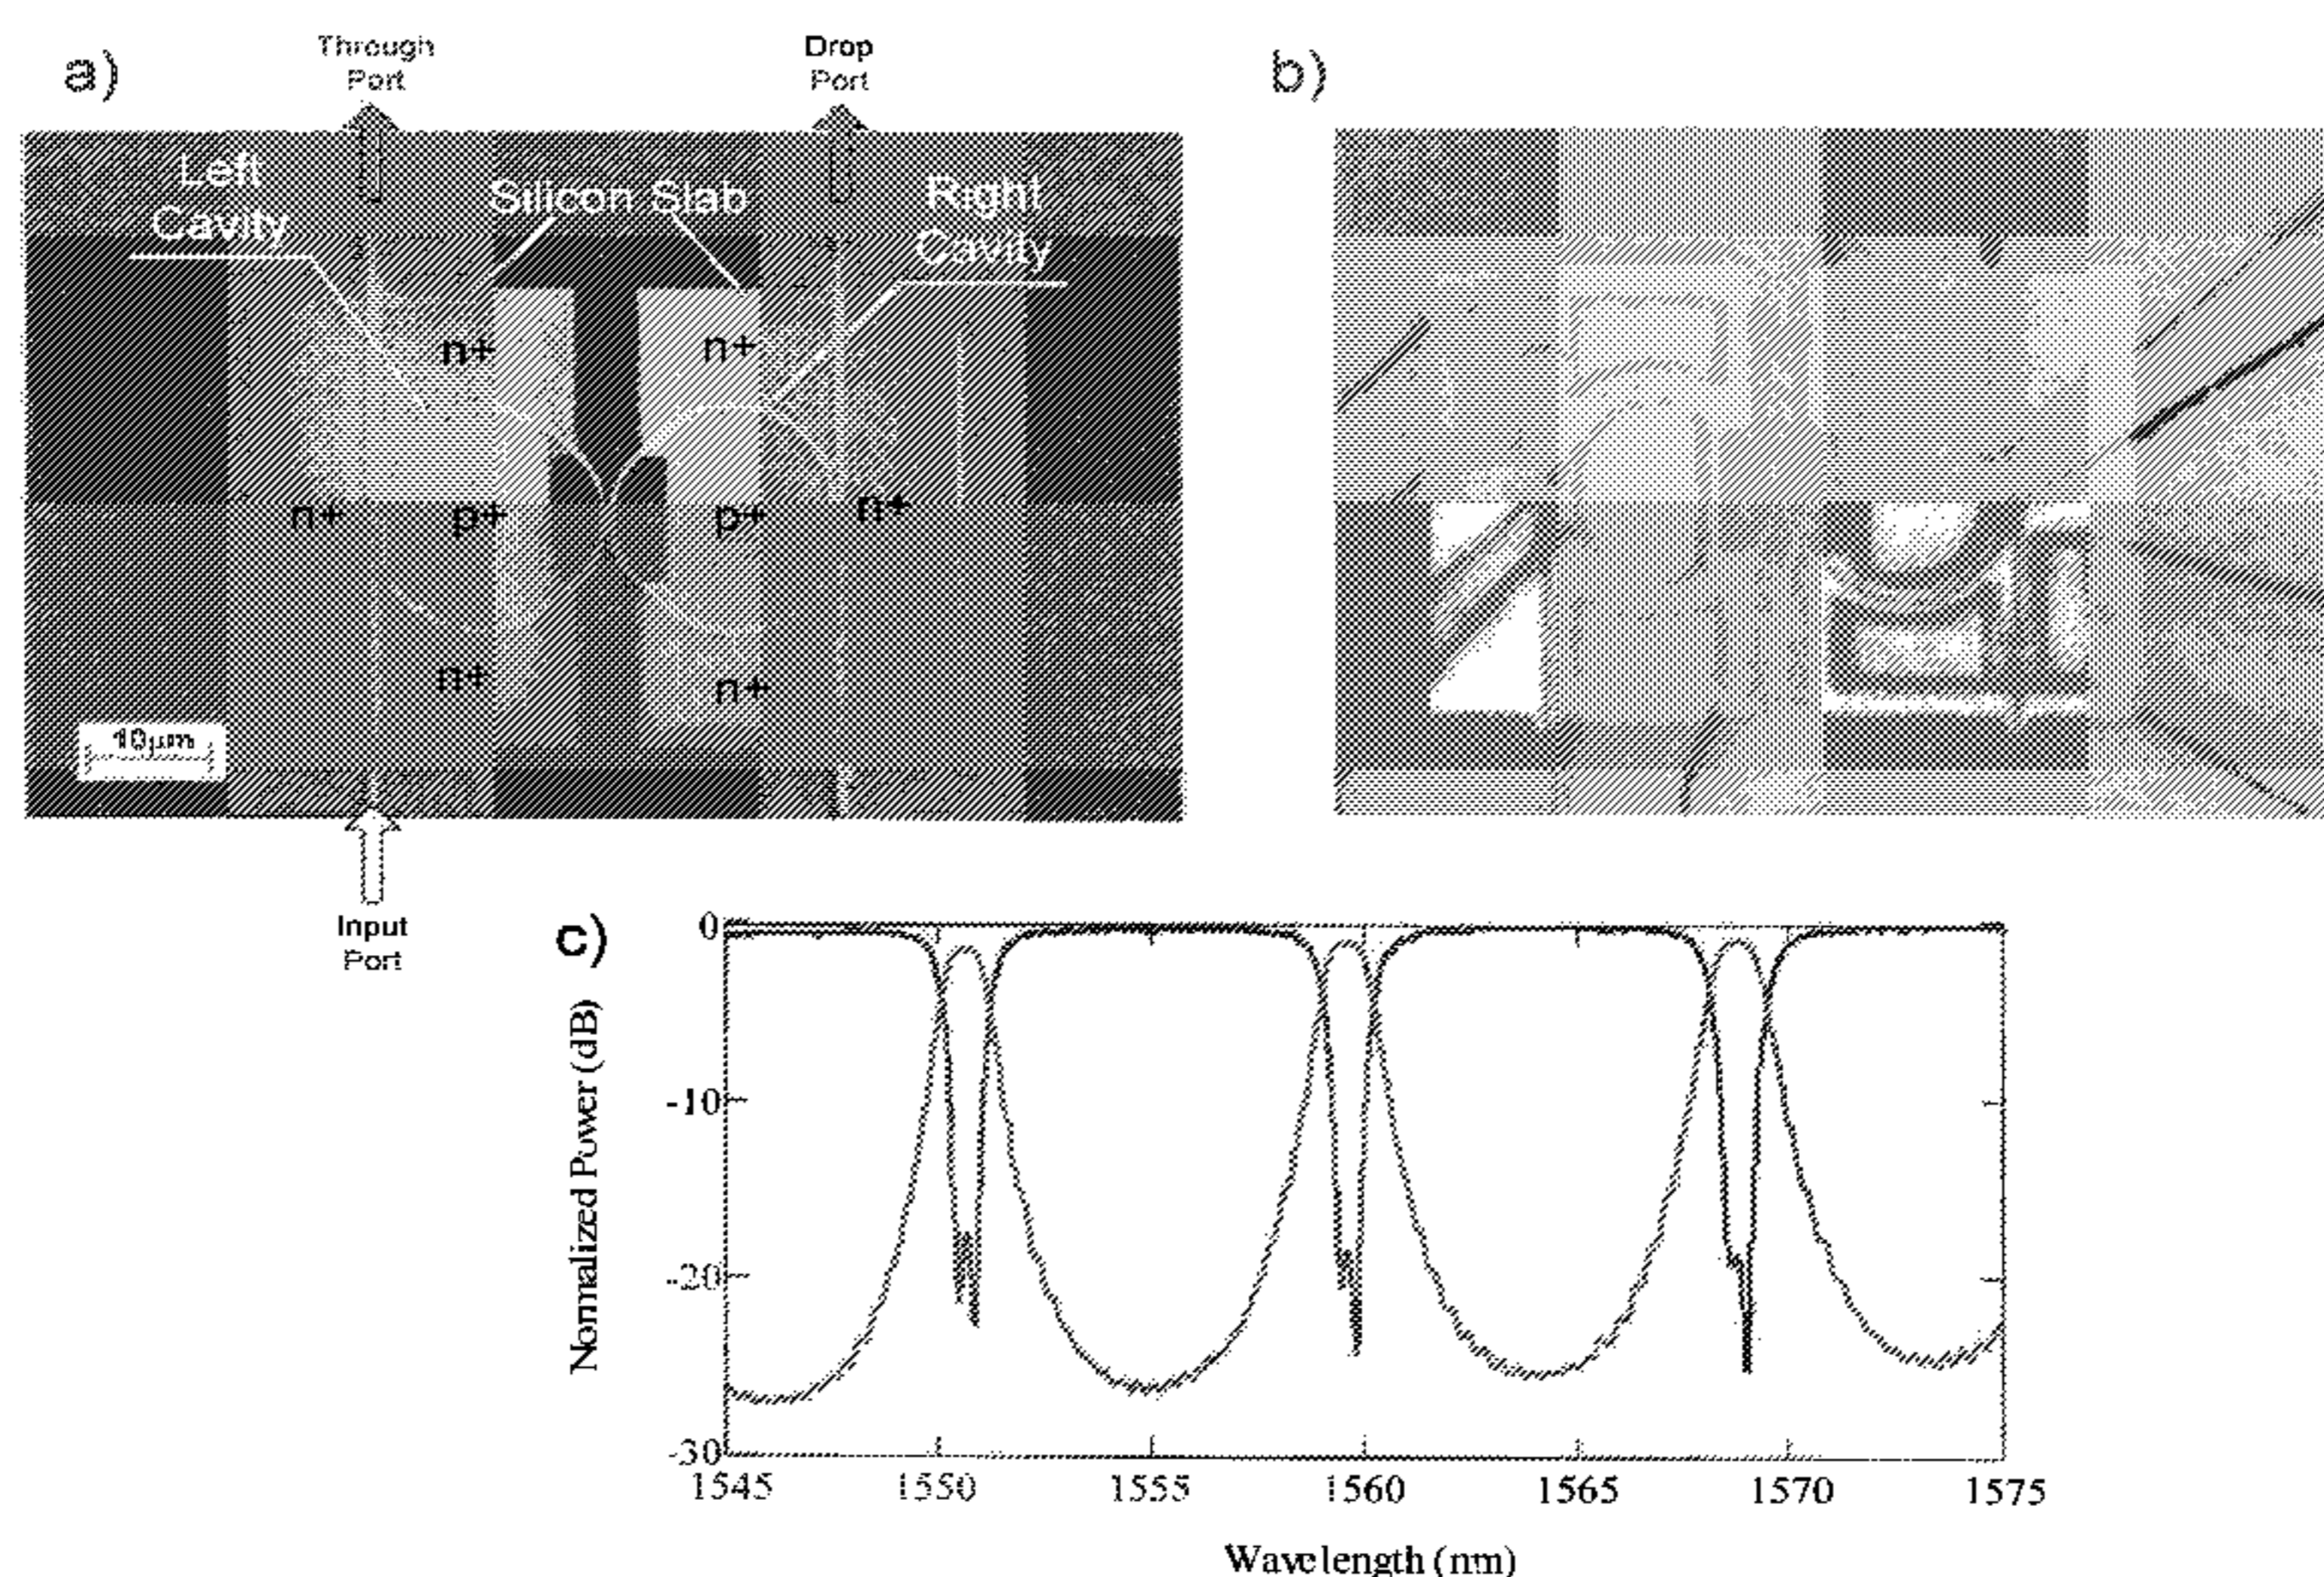 a)
Through
Port
Drop
Port
b)
Left
Cavity
Silicon Slab
Right
Cavity
n+
n+
n+
p+
p+
n+
n+
n+
10μm
Input
Port
c)
Normalized Power (dB)
0
-10
-20
-30
1545
1550
1555
1560
1565
1570
1575
Wavelength (nm)